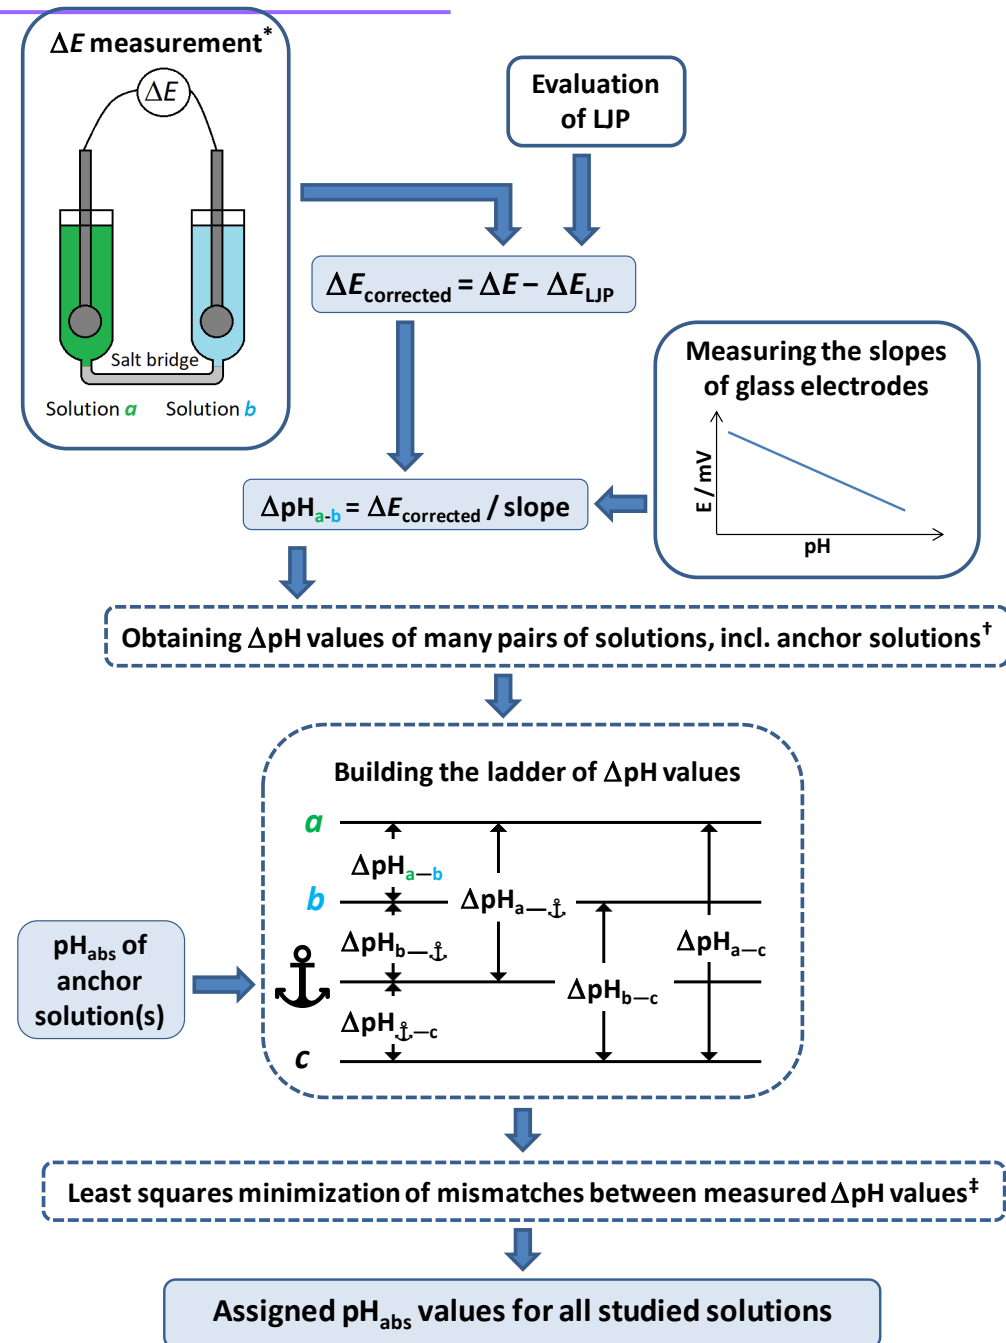 ΔE measurement*
ΔE
Salt bridge
Solution a Solution b
Evaluation
of LJP
ΔEcorrected = ΔE − ΔELJP
Measuring the slopes
of glass electrodes
E / mV
pH
ΔpHa-b = ΔEcorrected / slope
Obtaining ΔpH values of many pairs of solutions, incl. anchor solutions†
Building the ladder of ΔpH values
a
ΔpHa—b
b
ΔpHa—⚓
ΔpHb—⚓
ΔpHa—c
ΔpHb—c
ΔpH⚓—c
c
pHabs of
anchor
solution(s)
Least squares minimization of mismatches between measured ΔpH values‡
Assigned pHabs values for all studied solutions